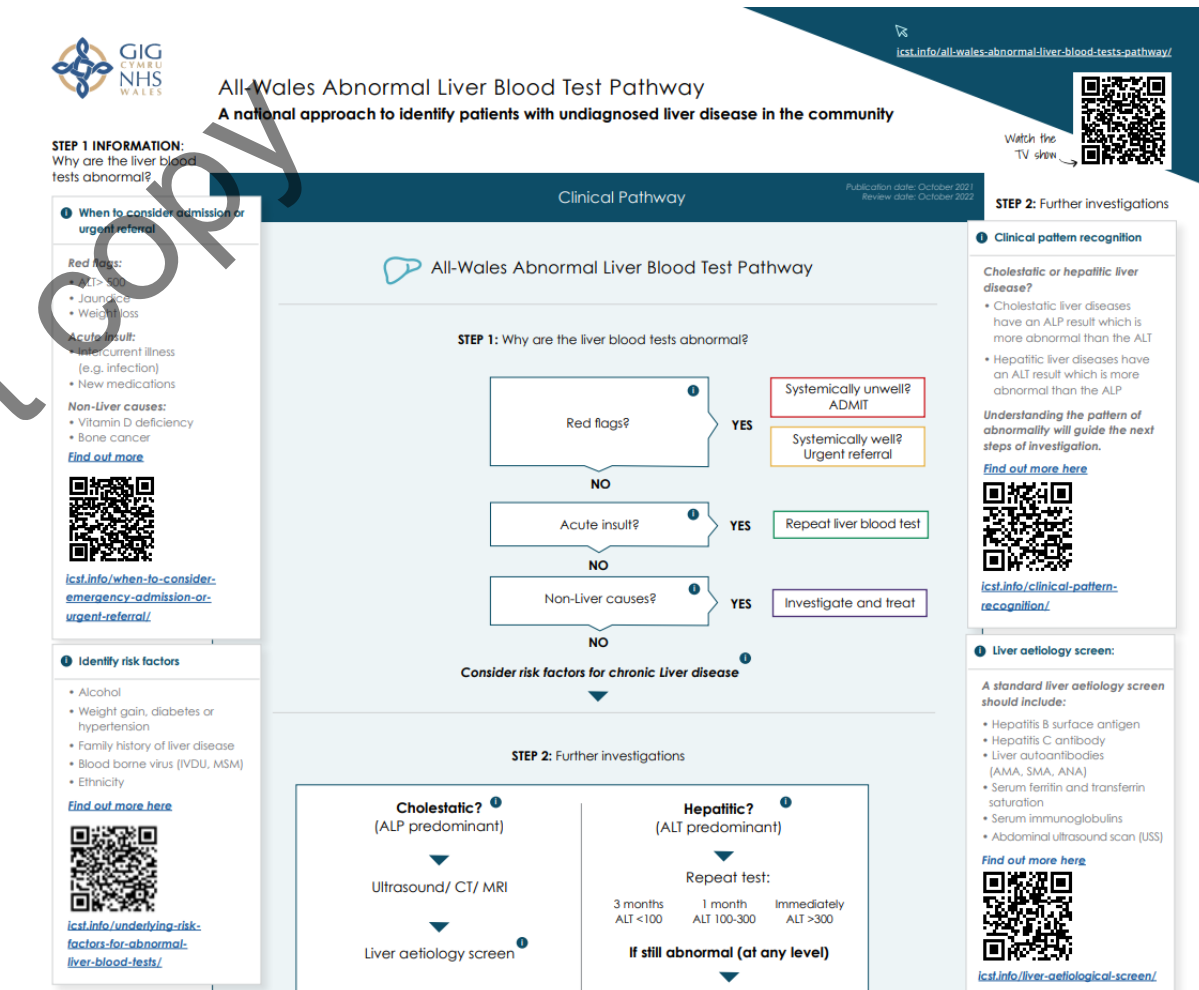 GIG
CYMRU
NHS
WALES
icst.info/all-wales-abnormal-liver-blood-tests-pathway/
All-Wales Abnormal Liver Blood Test Pathway
A national approach to identify patients with undiagnosed liver disease in the community
Watch the
TV show
copy
STEP 1 INFORMATION:
Why are the liver blood
tests abnormal?
When to consider admission or
urgent referral
Red flags:
• ALT> 500
• Jaundice
• Weight loss
Acute insult:
• Intercurrent illness
(e.g. infection)
• New medications
Non-Liver causes:
• Vitamin D deficiency
• Bone cancer
Find out more
icst.info/when-to-consider-
emergency-admission-or-
urgent-referral/
Identify risk factors
• Alcohol
• Weight gain, diabetes or
hypertension
• Family history of liver disease
• Blood borne virus (IVDU, MSM)
• Ethnicity
Find out more here
icst.info/underlying-risk-
factors-for-abnormal-
liver-blood-tests/
Clinical Pathway
Publication date: October 2021
Review date: October 2022
All-Wales Abnormal Liver Blood Test Pathway
STEP 1: Why are the liver blood tests abnormal?
Red flags?
YES
Systemically unwell?
ADMIT
Systemically well?
Urgent referral
NO
Acute insult?
YES
Repeat liver blood test
NO
Non-Liver causes?
YES
Investigate and treat
NO
Consider risk factors for chronic Liver disease
STEP 2: Further investigations
Cholestatic?
(ALP predominant)
Ultrasound/ CT/ MRI
Liver aetiology screen
Hepatitic?
(ALT predominant)
Repeat test:
3 months 1 month Immediately
ALT <100 ALT 100-300 ALT >300
If still abnormal (at any level)
STEP 2: Further investigations
Clinical pattern recognition
Cholestatic or hepatitic liver
disease?
• Cholestatic liver diseases
have an ALP result which is
more abnormal than the ALT
• Hepatitic liver diseases have
an ALT result which is more
abnormal than the ALP
Understanding the pattern of
abnormality will guide the next
steps of investigation.
Find out more here
icst.info/clinical-pattern-
recognition/
Liver aetiology screen:
A standard liver aetiology screen
should include:
• Hepatitis B surface antigen
• Hepatitis C antibody
• Liver autoantibodies
(AMA, SMA, ANA)
• Serum ferritin and transferrin
saturation
• Serum immunoglobulins
• Abdominal ultrasound scan (USS)
Find out more here
icst.info/liver-aetiological-screen/